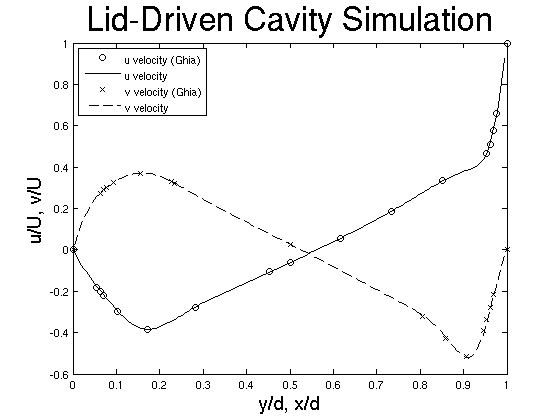 Lid-Driven Cavity Simulation
u velocity (Ghia)
u velocity
v velocity (Ghia)
v velocity
u/U, v/U
1
0.8
0.6
0.4
0.2
0
-0.2
-0.4
-0.6
0 0.1 0.2 0.3 0.4 0.5 0.6 0.7 0.8 0.9 1
y/d, x/d